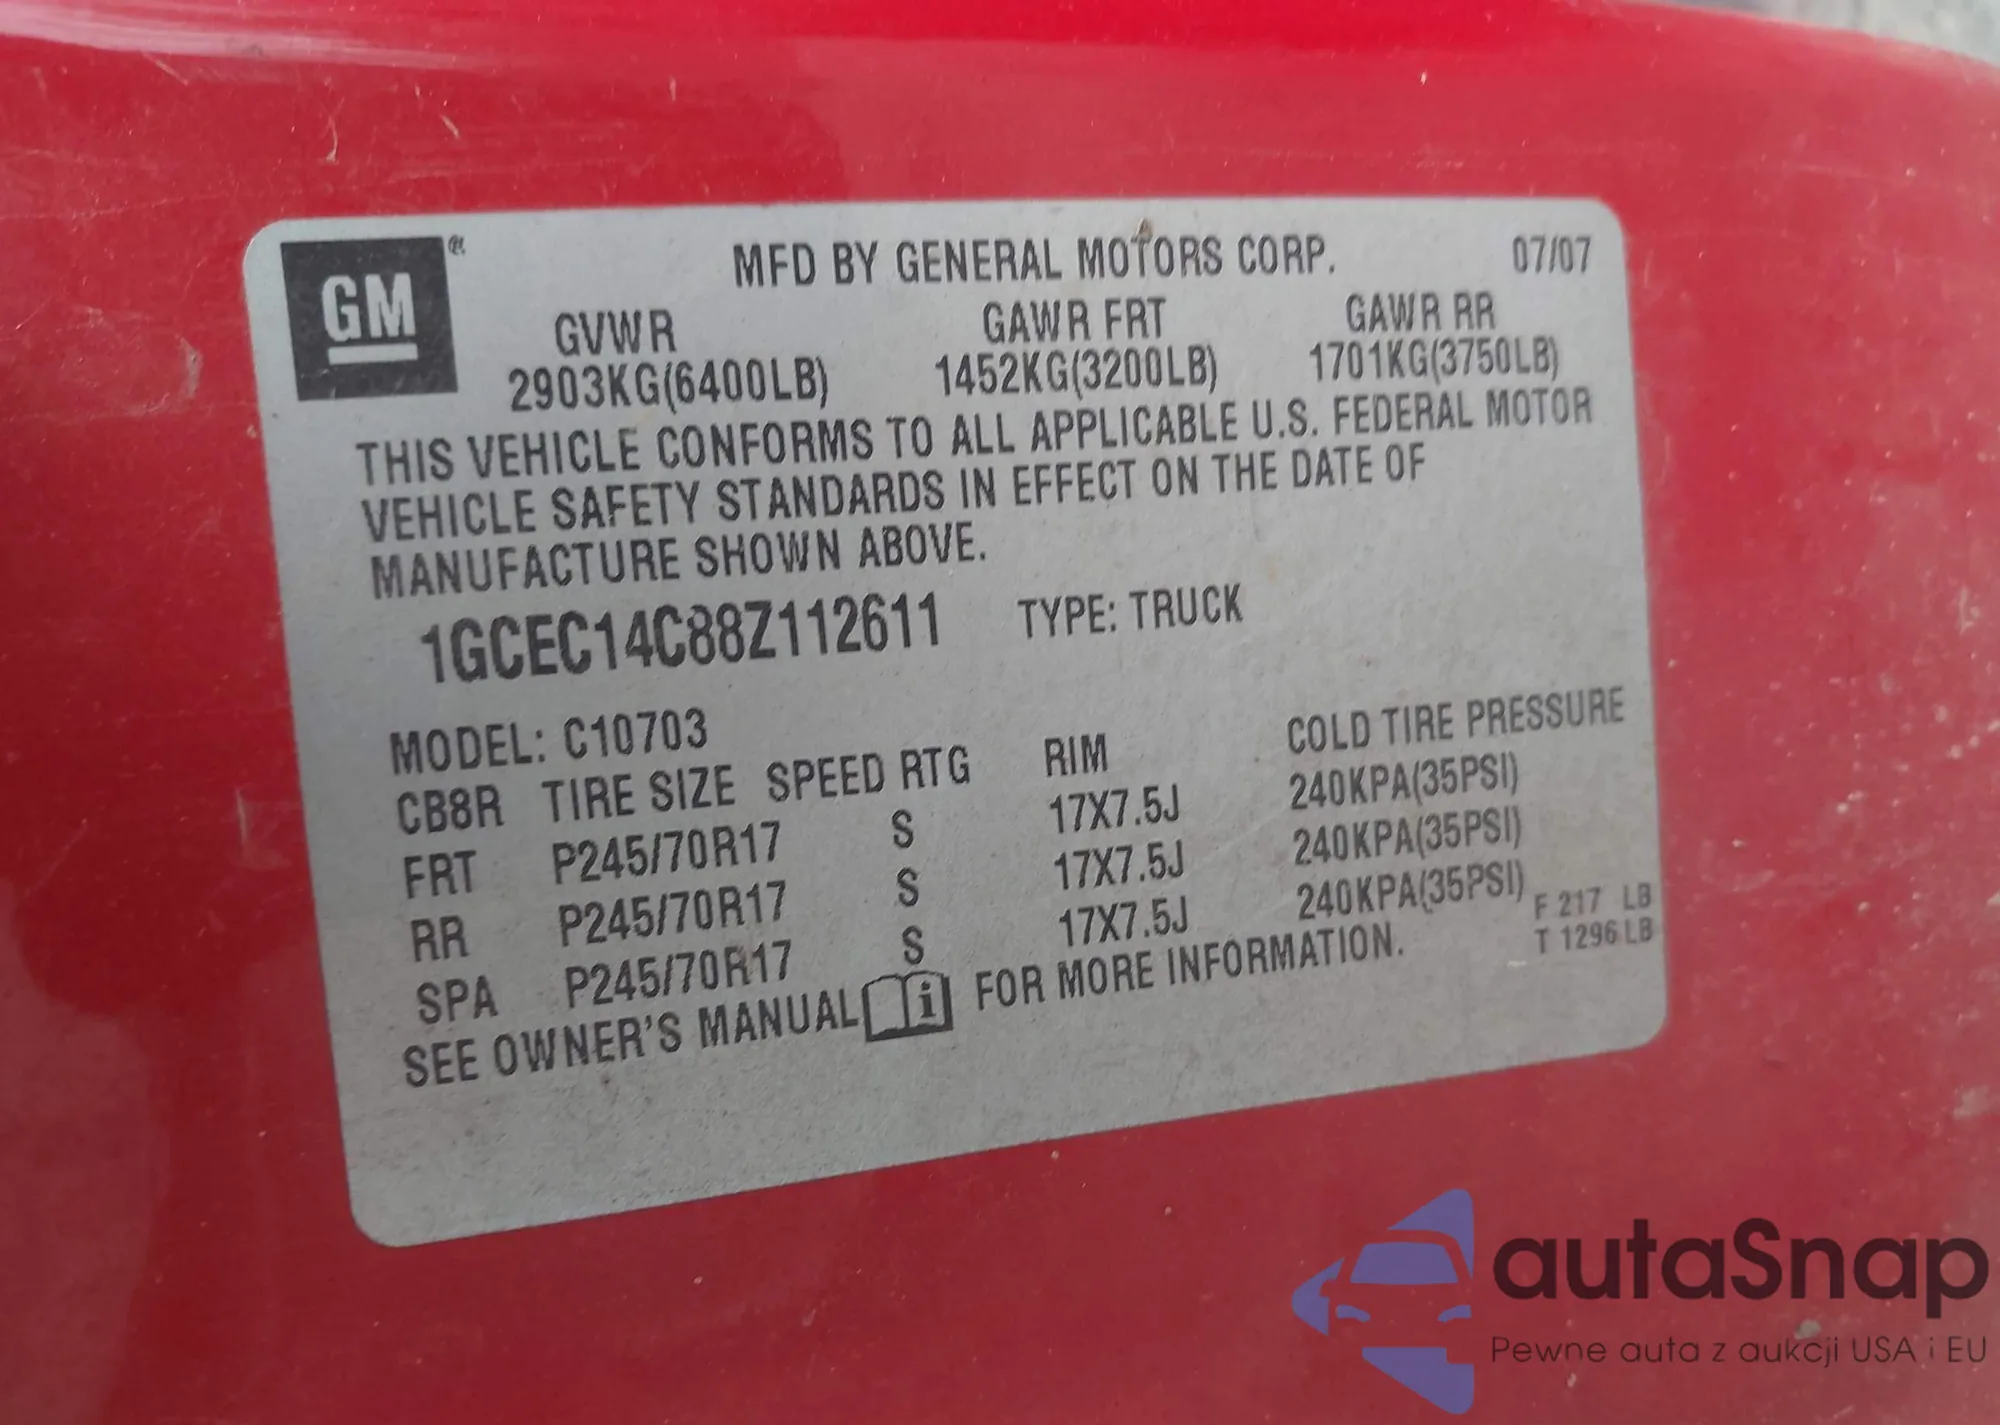 GM ®
MFD BY GENERAL MOTORS CORP. 07/07
GVWR GAWR FRT GAWR RR
2903KG(6400LB) 1452KG(3200LB) 1701KG(3750LB)
THIS VEHICLE CONFORMS TO ALL APPLICABLE U.S. FEDERAL MOTOR
VEHICLE SAFETY STANDARDS IN EFFECT ON THE DATE OF
MANUFACTURE SHOWN ABOVE.
1GCEC14C88Z112611 TYPE: TRUCK
MODEL: C10703
CB8R TIRE SIZE SPEED RTG RIM COLD TIRE PRESSURE
FRT P245/70R17 S 17X7.5J 240KPA(35PSI)
RR P245/70R17 S 17X7.5J 240KPA(35PSI)
SPA P245/70R17 S 17X7.5J 240KPA(35PSI)
F 217 LB
T 1296 LB
SEE OWNER'S MANUAL i FOR MORE INFORMATION.
autaSnap
Pewne auta z aukcji USA i EU